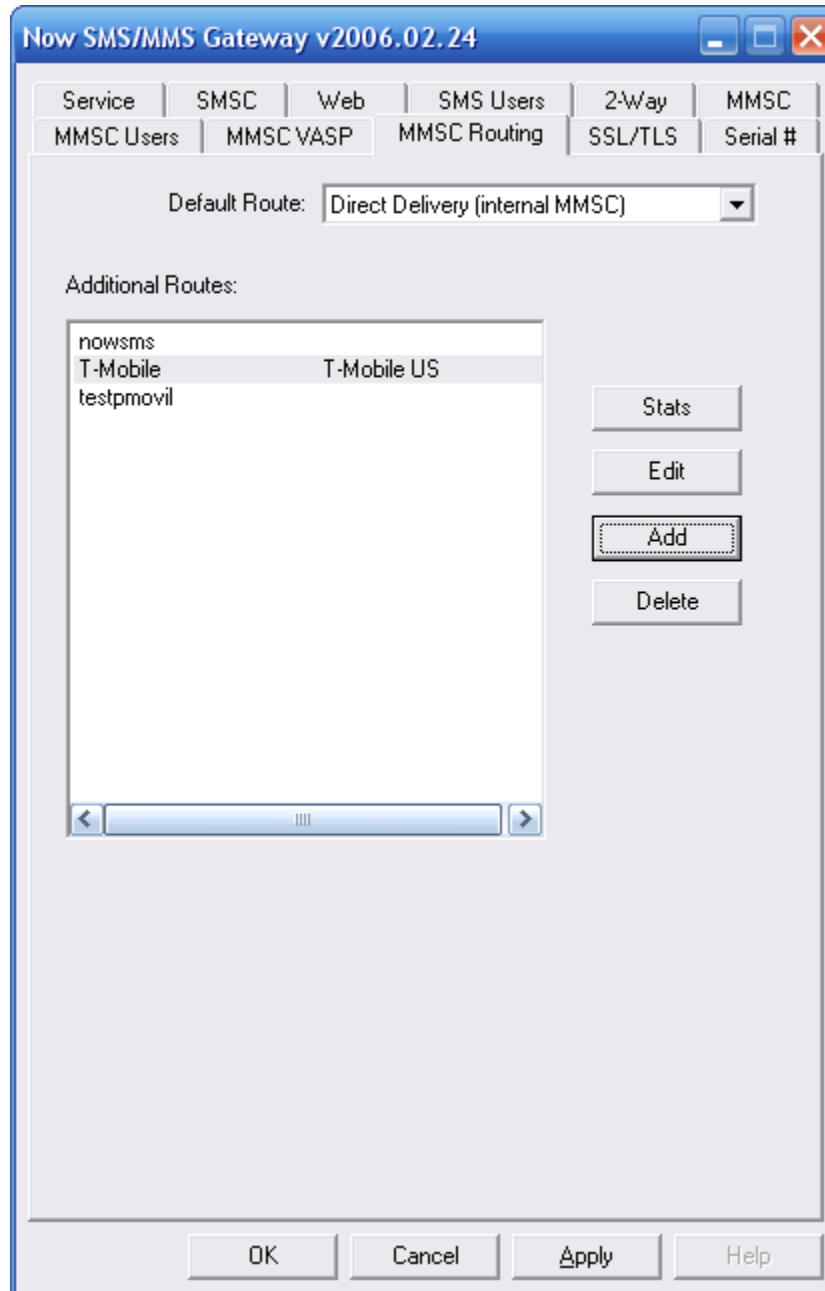 Now SMS/MMS Gateway v2006.02.24
Service SMSC Web SMS Users 2-Way MMSC
MMSC Users MMSC VASP MMSC Routing SSL/TLS Serial #
Default Route: Direct Delivery (internal MMSC)
Additional Routes:
nowsms
T-Mobile T-Mobile US
testpmovil
Stats
Edit
Add
Delete
OK Cancel Apply Help